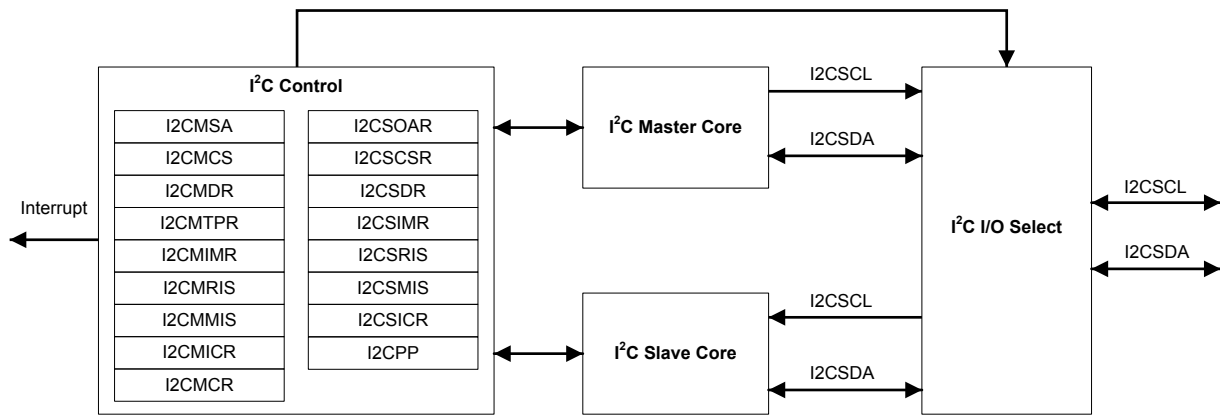 I²C Control
I2CMSA
I2CMCS
I2CMDR
I2CMTPR
I2CMIMR
I2CMRIS
I2CMMIS
I2CMICR
I2CMCR
I2CSOAR
I2CSCSR
I2CSDR
I2CSIMR
I2CSRIS
I2CSMIS
I2CSICR
I2CPP
Interrupt
I²C Master Core
I2CSCL
I2CSDA
I²C Slave Core
I2CSCL
I2CSDA
I²C I/O Select
I2CSCL
I2CSDA